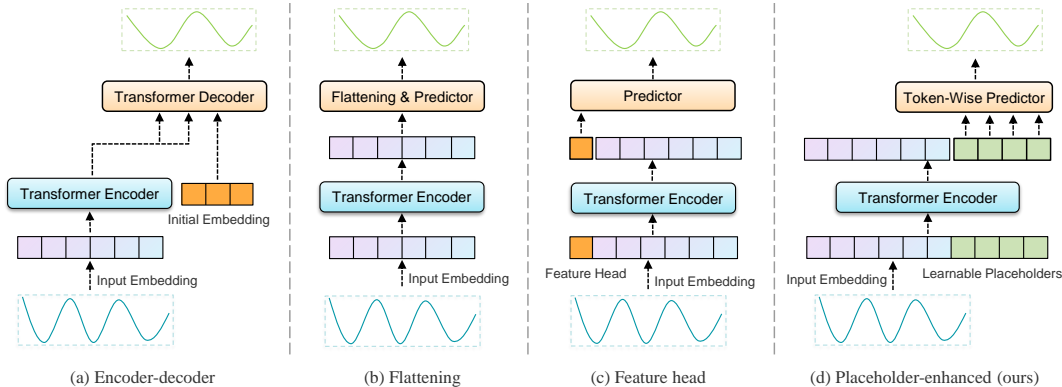 Transformer Decoder
Transformer Encoder
Initial Embedding
Input Embedding
(a) Encoder-decoder
Flattening & Predictor
Transformer Encoder
Input Embedding
(b) Flattening
Predictor
Transformer Encoder
Feature Head
Input Embedding
(c) Feature head
Token-Wise Predictor
Transformer Encoder
Input Embedding
Learnable Placeholders
(d) Placeholder-enhanced (ours)